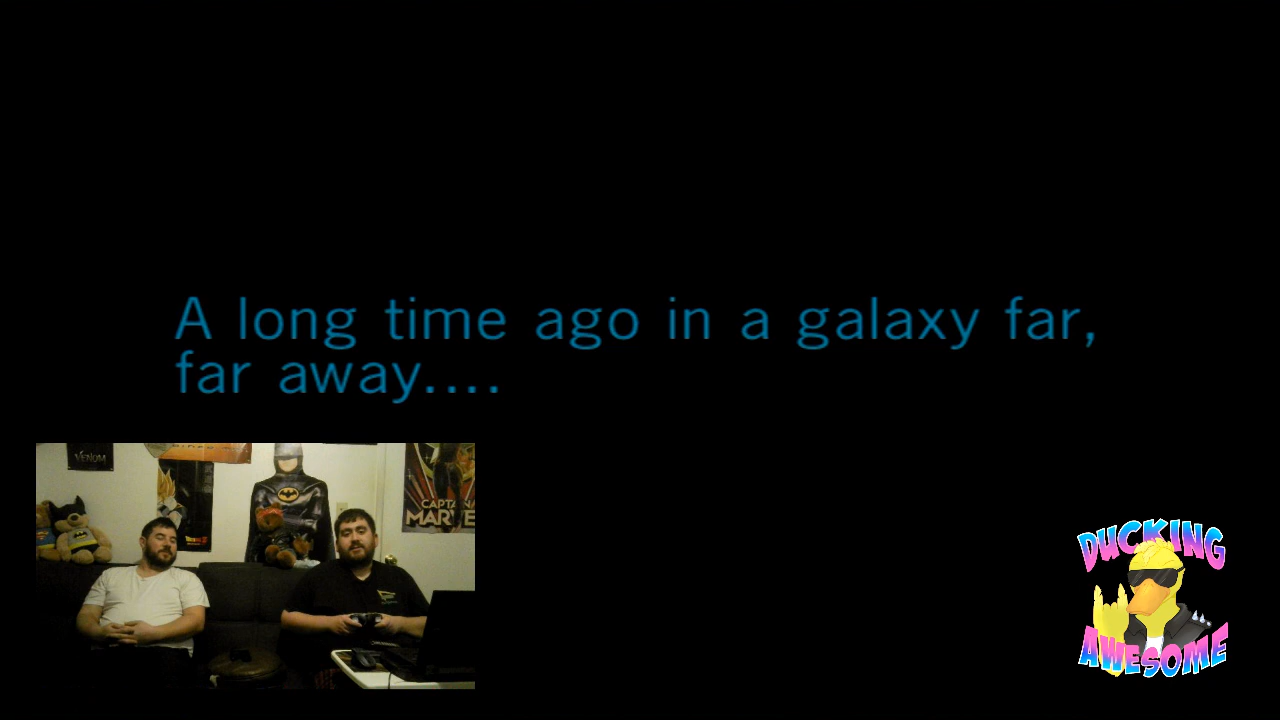 A long time ago in a galaxy far,
far away....
VENOM
CAPTAIN
MARVEL
DUCKING
AWESOME